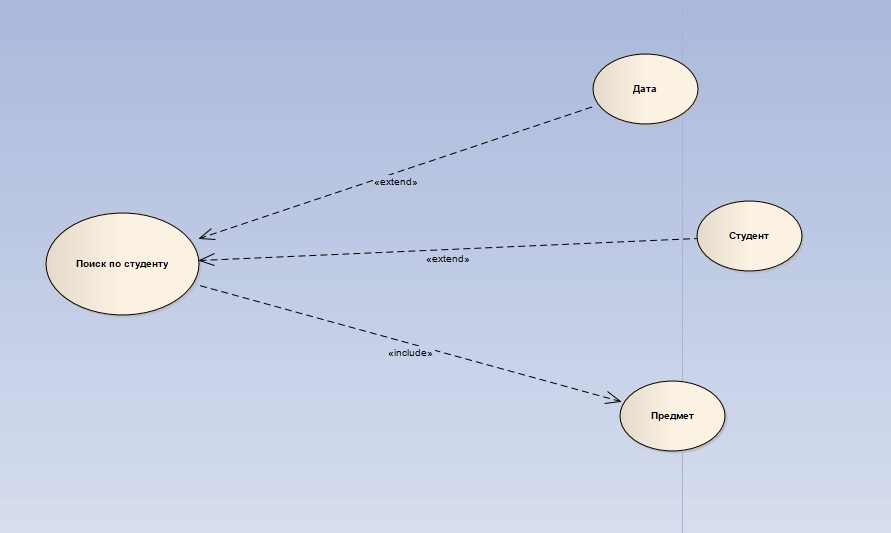 Дата
«extend»
Студент
Поиск по студенту
«extend»
«include»
Предмет